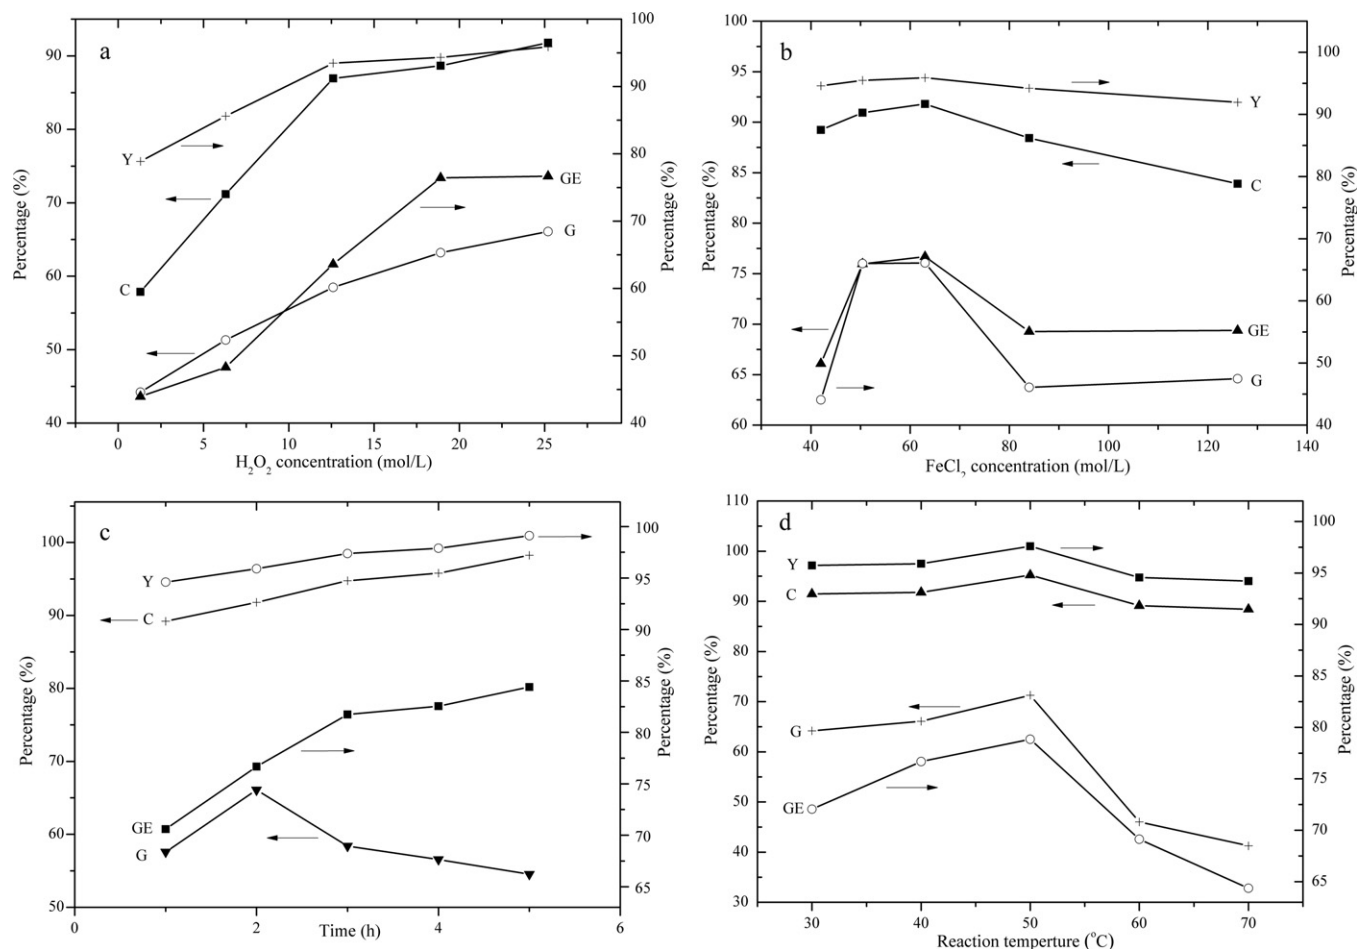 a
Percentage (%)
90
80
70
60
50
40
100
90
80
70
60
50
40
Percentage (%)
Y
C
GE
G
0
5
10
15
20
25
H2O2 concentration (mol/L)
b
Percentage (%)
100
95
90
85
80
75
70
65
60
100
90
80
70
60
50
40
Percentage (%)
Y
C
GE
G
40
60
80
100
120
140
FeCl2 concentration (mol/L)
c
Percentage (%)
100
90
80
70
60
50
100
95
90
85
80
75
70
65
Percentage (%)
Y
C
GE
G
0
1
2
3
4
5
6
Time (h)
d
Percentage (%)
110
100
90
80
70
60
50
40
30
100
95
90
85
80
75
70
65
Percentage (%)
Y
C
G
GE
30
40
50
60
70
Reaction temperture (°C)